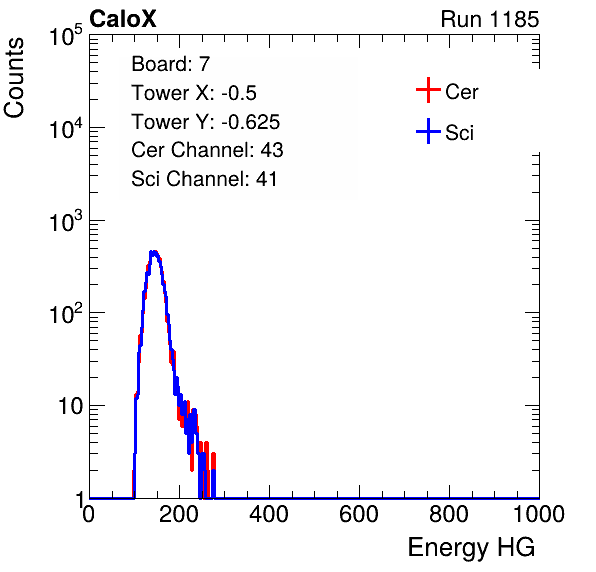 CaloX Run 1185
Counts
Board: 7
Tower X: -0.5
Tower Y: -0.625
Cer Channel: 43
Sci Channel: 41
Cer
Sci
10^5
10^4
10^3
10^2
10
1
0 200 400 600 800 1000
Energy HG